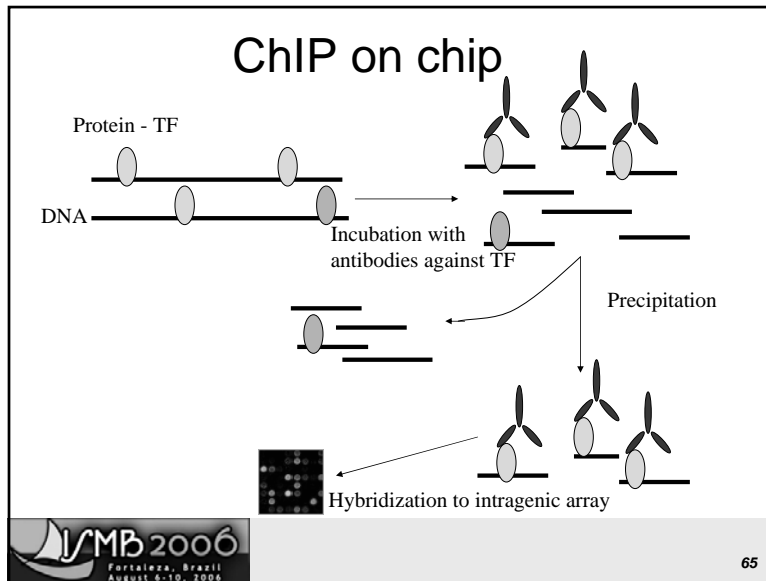 ChIP on chip
Protein - TF
DNA
Incubation with
antibodies against TF
Precipitation
Hybridization to intragenic array
ISMB 2006
Fortaleza, Brazil
August 6-10, 2006
65